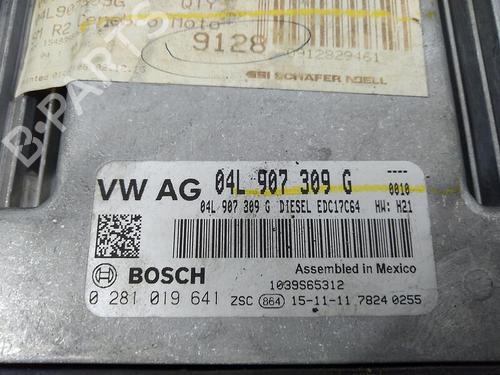 9128
SCHAFER NOELL
VW AG 04L 907 309 G ----
0010
04L 907 309 G DIESEL EDC17C64 HW: H21
BOSCH
Assembled in Mexico
1039S65312
0 281 019 641 ZSC 864 15-11-11 7824 0255
B-PARTS